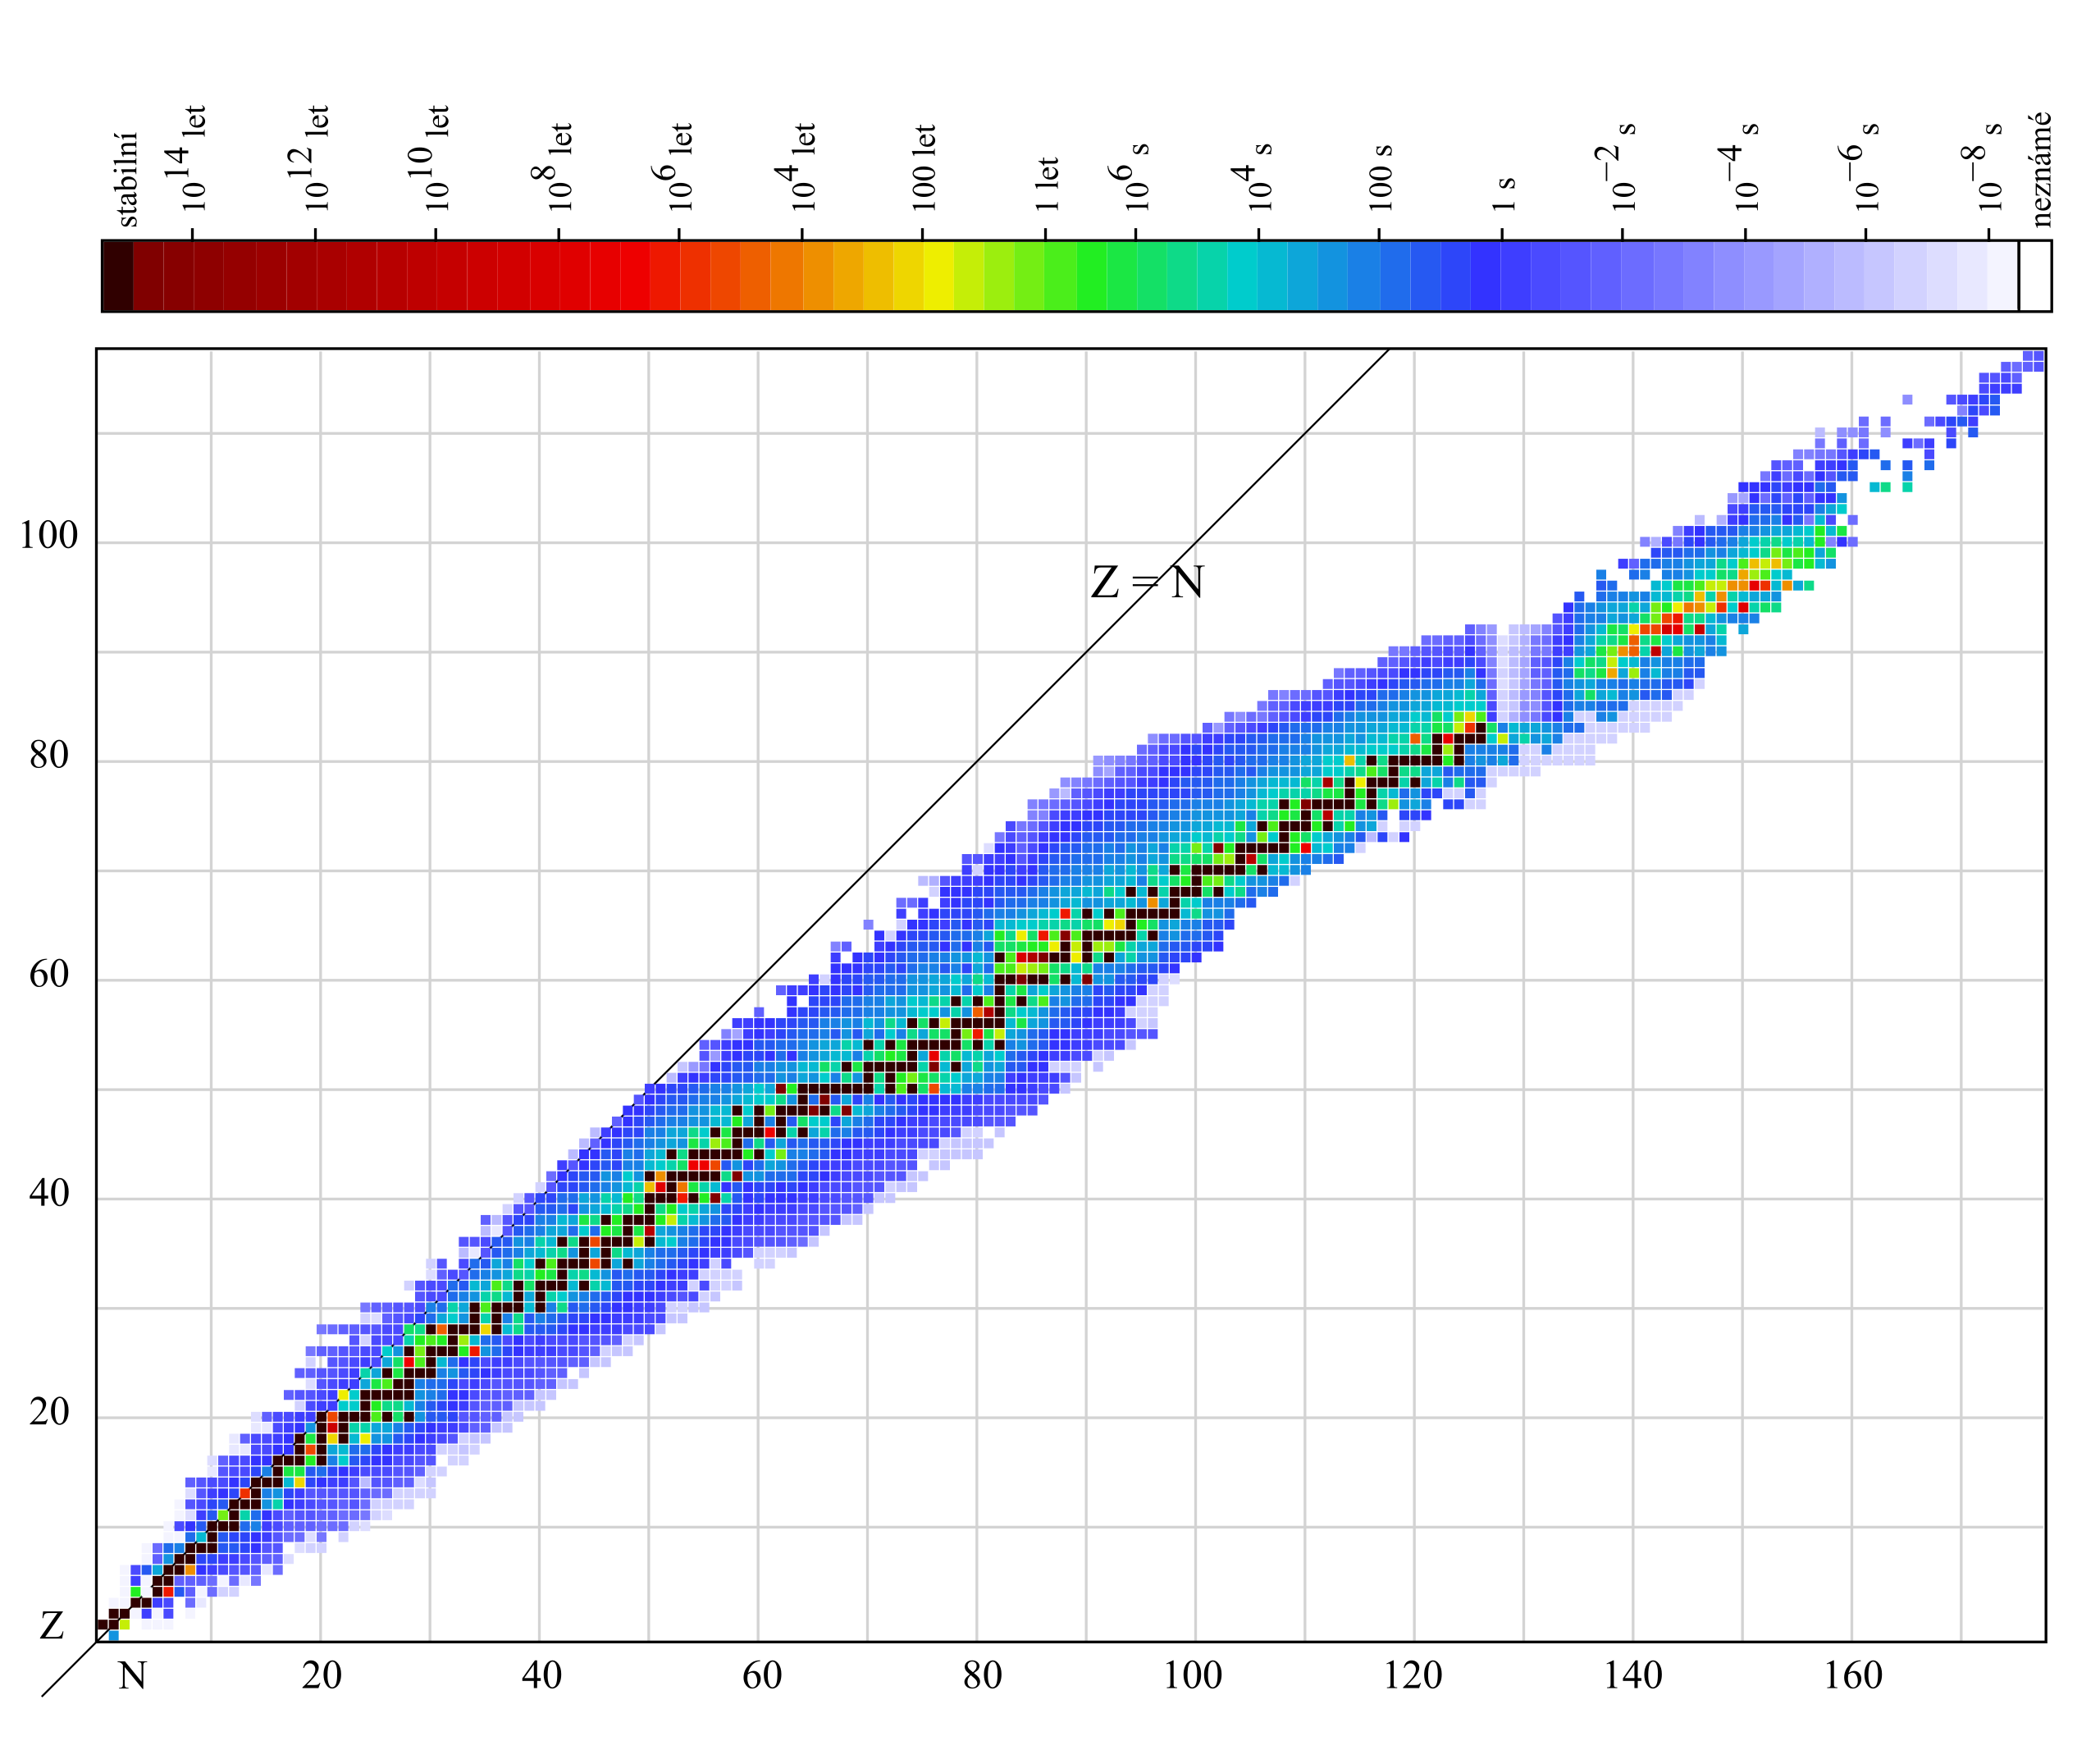 stabilní
10^14 let
10^12 let
10^10 let
10^8 let
10^6 let
10^4 let
100 let
1 let
10^6 s
10^4 s
100 s
1 s
10^−2 s
10^−4 s
10^−6 s
10^−8 s
neznámé
Z = N
100
80
60
40
20
Z
N 20 40 60 80 100 120 140 160